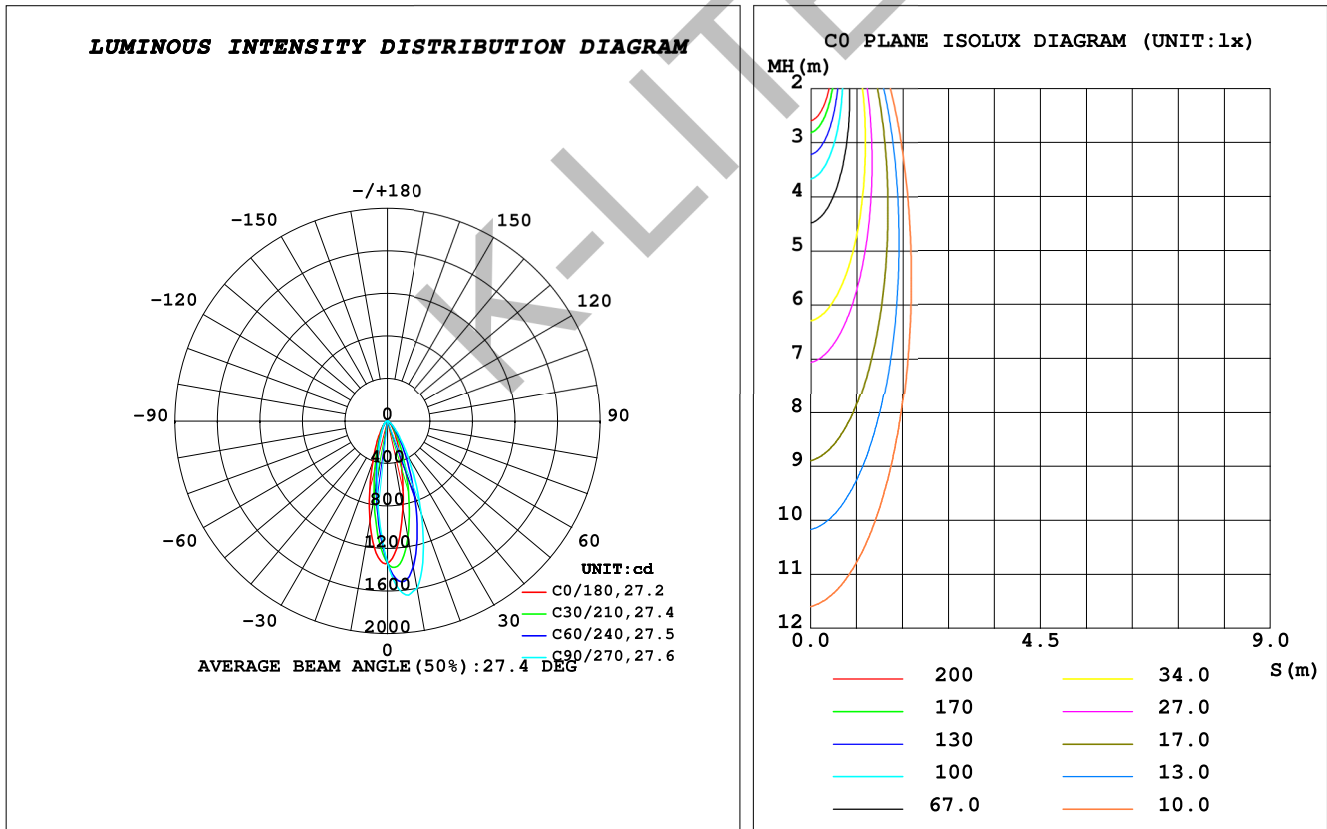 LUMINOUS INTENSITY DISTRIBUTION DIAGRAM
-/+180
-150
150
-120
120
-90
90
-60
60
-30
30
0
0
400
800
1200
1600
2000
UNIT:cd
C0/180,27.2
C30/210,27.4
C60/240,27.5
C90/270,27.6
AVERAGE BEAM ANGLE(50%):27.4 DEG
C0 PLANE ISOLUX DIAGRAM (UNIT:lx)
MH(m)
2
3
4
5
6
7
8
9
10
11
12
0.0 4.5 9.0
S(m)
200 34.0
170 27.0
130 17.0
100 13.0
67.0 10.0
K-LITE